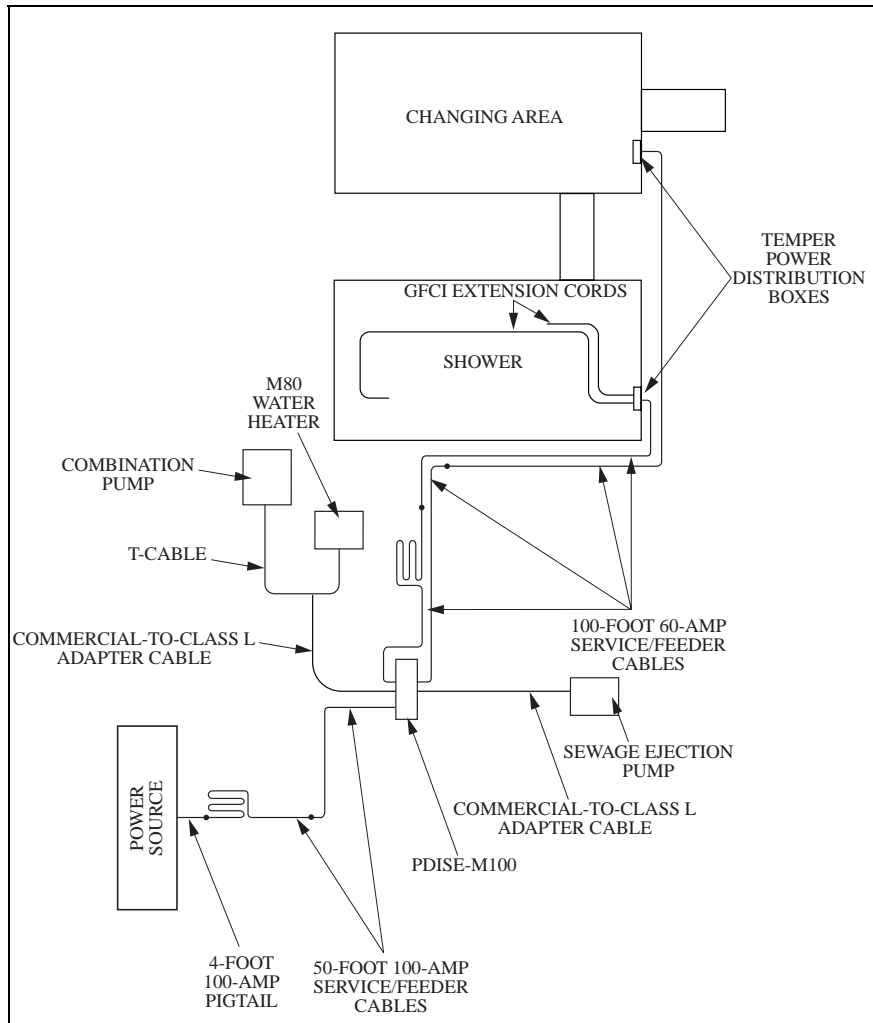 CHANGING AREA
TEMPER
POWER
DISTRIBUTION
BOXES
GFCI EXTENSION CORDS
SHOWER
M80
WATER
HEATER
COMBINATION
PUMP
T-CABLE
COMMERCIAL-TO-CLASS L
ADAPTER CABLE
100-FOOT 60-AMP
SERVICE/FEEDER
CABLES
SEWAGE EJECTION
PUMP
POWER
SOURCE
COMMERCIAL-TO-CLASS L
ADAPTER CABLE
PDISE-M100
4-FOOT
100-AMP
PIGTAIL
50-FOOT 100-AMP
SERVICE/FEEDER
CABLES